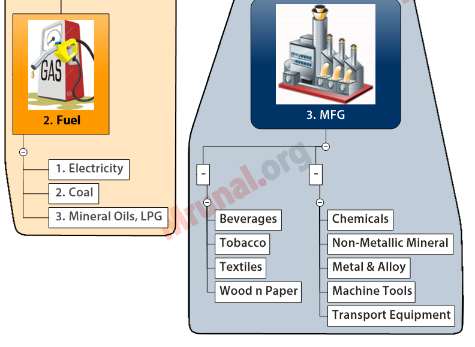 GAS
2. Fuel
1. Electricity
2. Coal
3. Mineral Oils, LPG
3. MFG
-
-
Beverages
Tobacco
Textiles
Wood n Paper
Chemicals
Non-Metallic Mineral
Metal & Alloy
Machine Tools
Transport Equipment
Mrunal.org